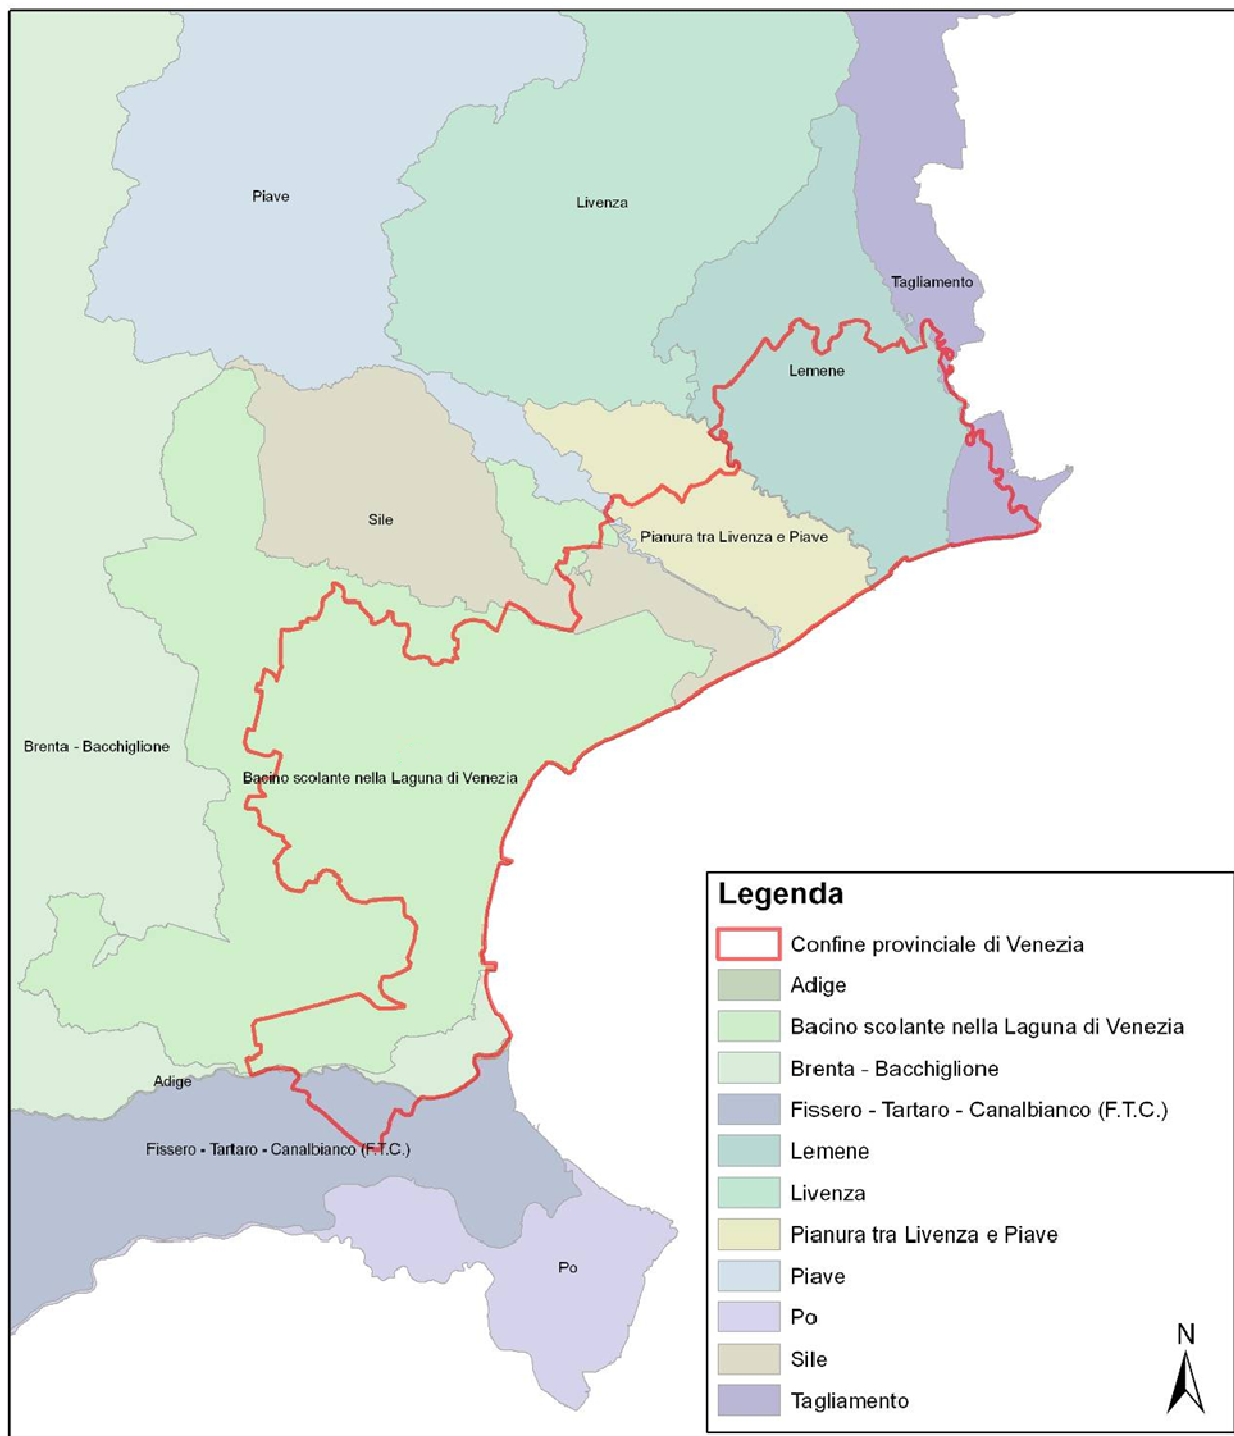 Piave
Livenza
Tagliamento
Lemene
Sile
Pianura tra Livenza e Piave
Brenta - Bacchiglione
Bacino scolante nella Laguna di Venezia
Adige
Fissero - Tartaro - Canalbianco (F.T.C.)
Po
Legenda
Confine provinciale di Venezia
Adige
Bacino scolante nella Laguna di Venezia
Brenta - Bacchiglione
Fissero - Tartaro - Canalbianco (F.T.C.)
Lemene
Livenza
Pianura tra Livenza e Piave
Piave
Po
Sile
Tagliamento
N